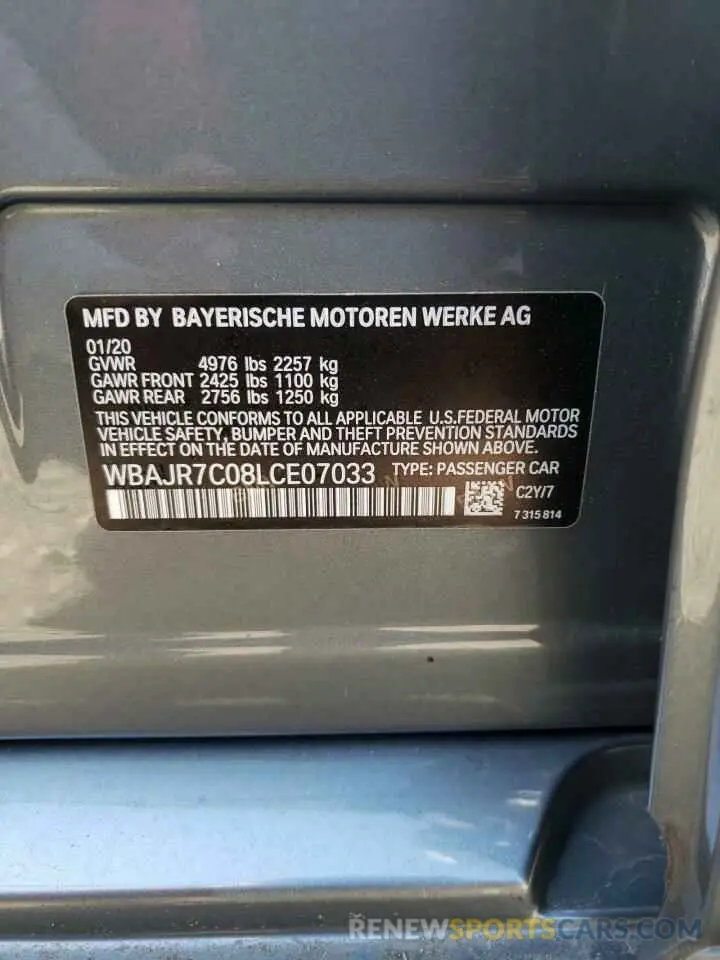 MFD BY BAYERISCHE MOTOREN WERKE AG
01/20
GVWR 4976 lbs 2257 kg
GAWR FRONT 2425 lbs 1100 kg
GAWR REAR 2756 lbs 1250 kg
THIS VEHICLE CONFORMS TO ALL APPLICABLE U.S.FEDERAL MOTOR
VEHICLE SAFETY, BUMPER AND THEFT PREVENTION STANDARDS
IN EFFECT ON THE DATE OF MANUFACTURE SHOWN ABOVE.
WBAJR7C08LCE07033 TYPE: PASSENGER CAR
C2Y/7
7 315 814
RENEWSPORTSCARS.COM